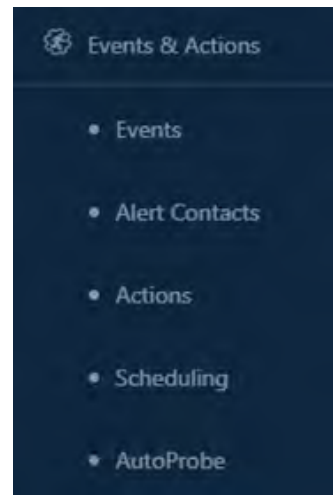 Events & Actions
Events
Alert Contacts
Actions
Scheduling
AutoProbe